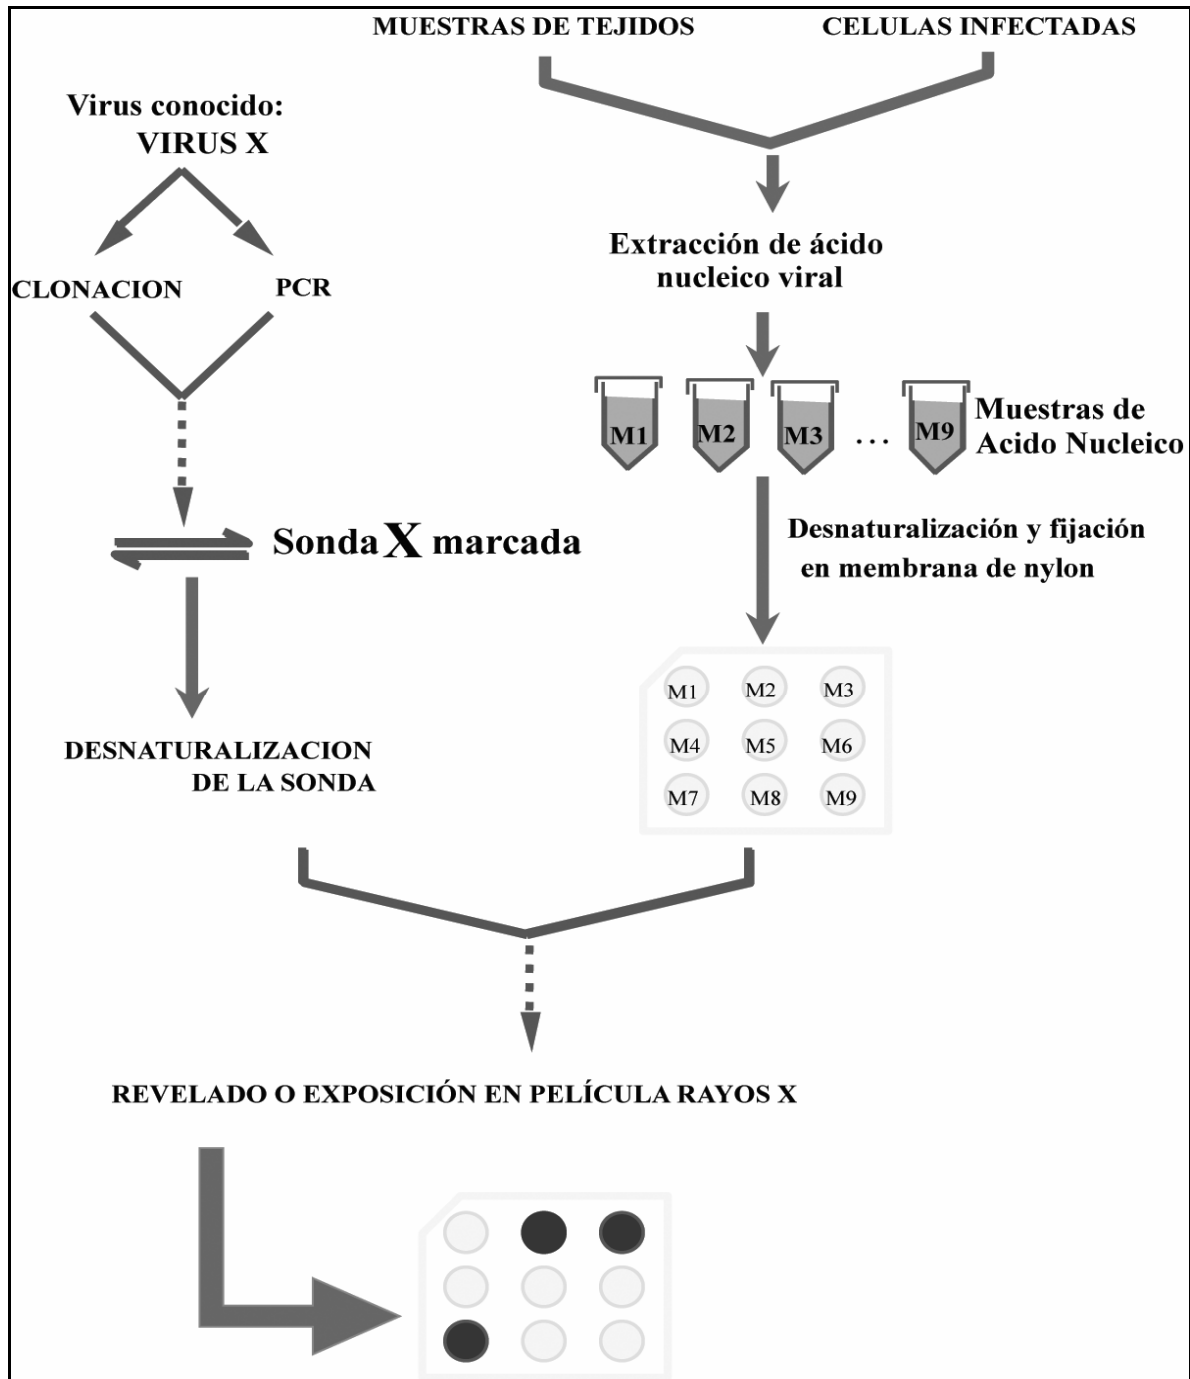 MUESTRAS DE TEJIDOS
CELULAS INFECTADAS
Virus conocido:
VIRUS X
CLONACION
PCR
Extracción de ácido
nucleico viral
M1
M2
M3
...
M9
Muestras de
Acido Nucleico
Sonda X marcada
Desnaturalización y fijación
en membrana de nylon
M1 M2 M3
M4 M5 M6
M7 M8 M9
DESNATURALIZACION
DE LA SONDA
REVELADO O EXPOSICIÓN EN PELÍCULA RAYOS X